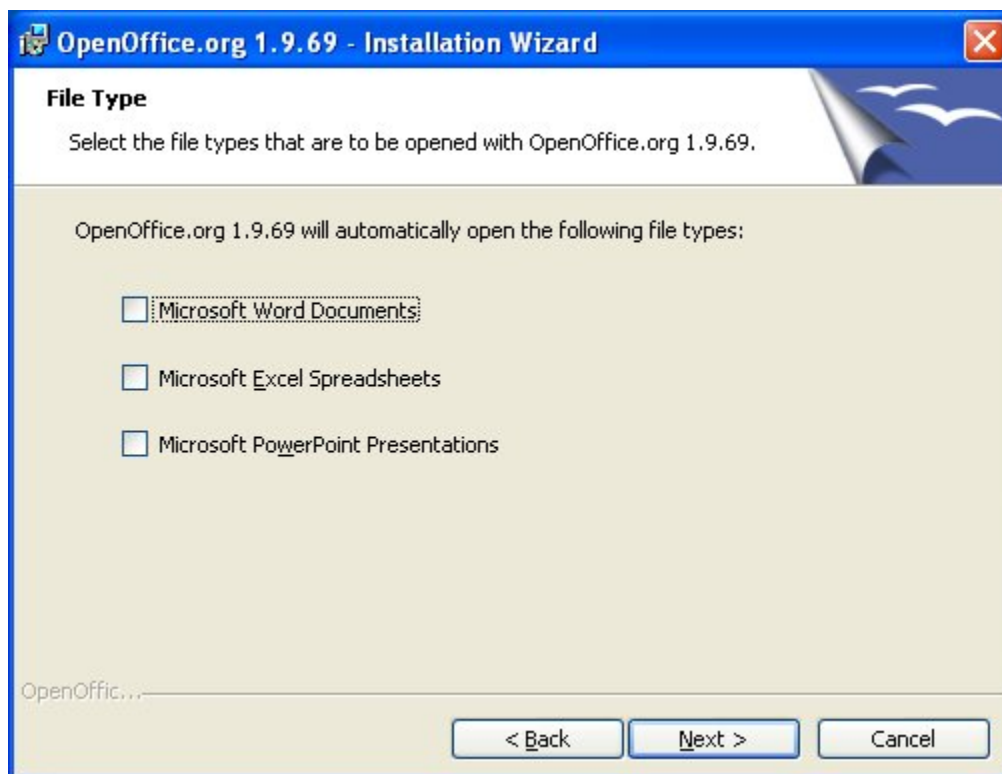 OpenOffice.org 1.9.69 - Installation Wizard
File Type
Select the file types that are to be opened with OpenOffice.org 1.9.69.
OpenOffice.org 1.9.69 will automatically open the following file types:
Microsoft Word Documents
Microsoft Excel Spreadsheets
Microsoft PowerPoint Presentations
OpenOffic...
< Back
Next >
Cancel